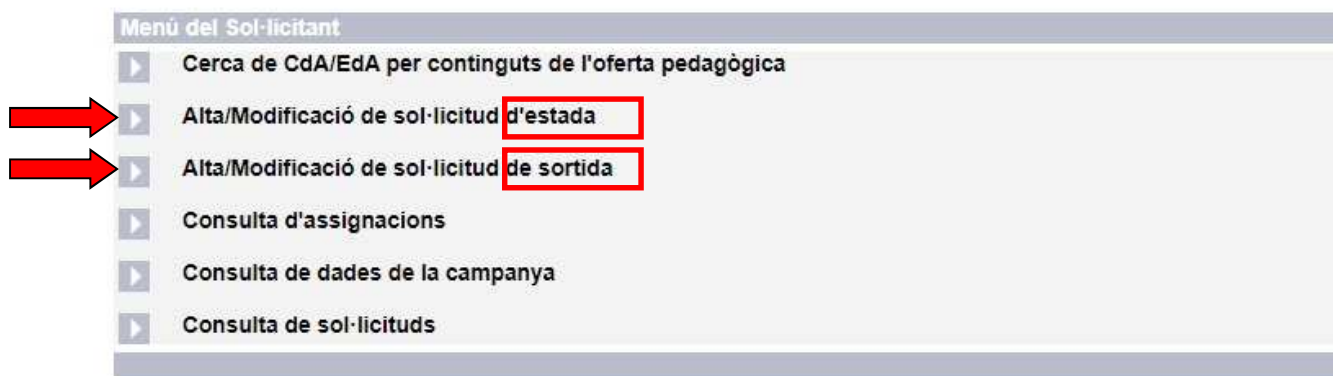 Menú del Sol·licitant
Cerca de CdA/EdA per continguts de l'oferta pedagògica
Alta/Modificació de sol·licitud d'estada
Alta/Modificació de sol·licitud de sortida
Consulta d'assignacions
Consulta de dades de la campanya
Consulta de sol·licituds